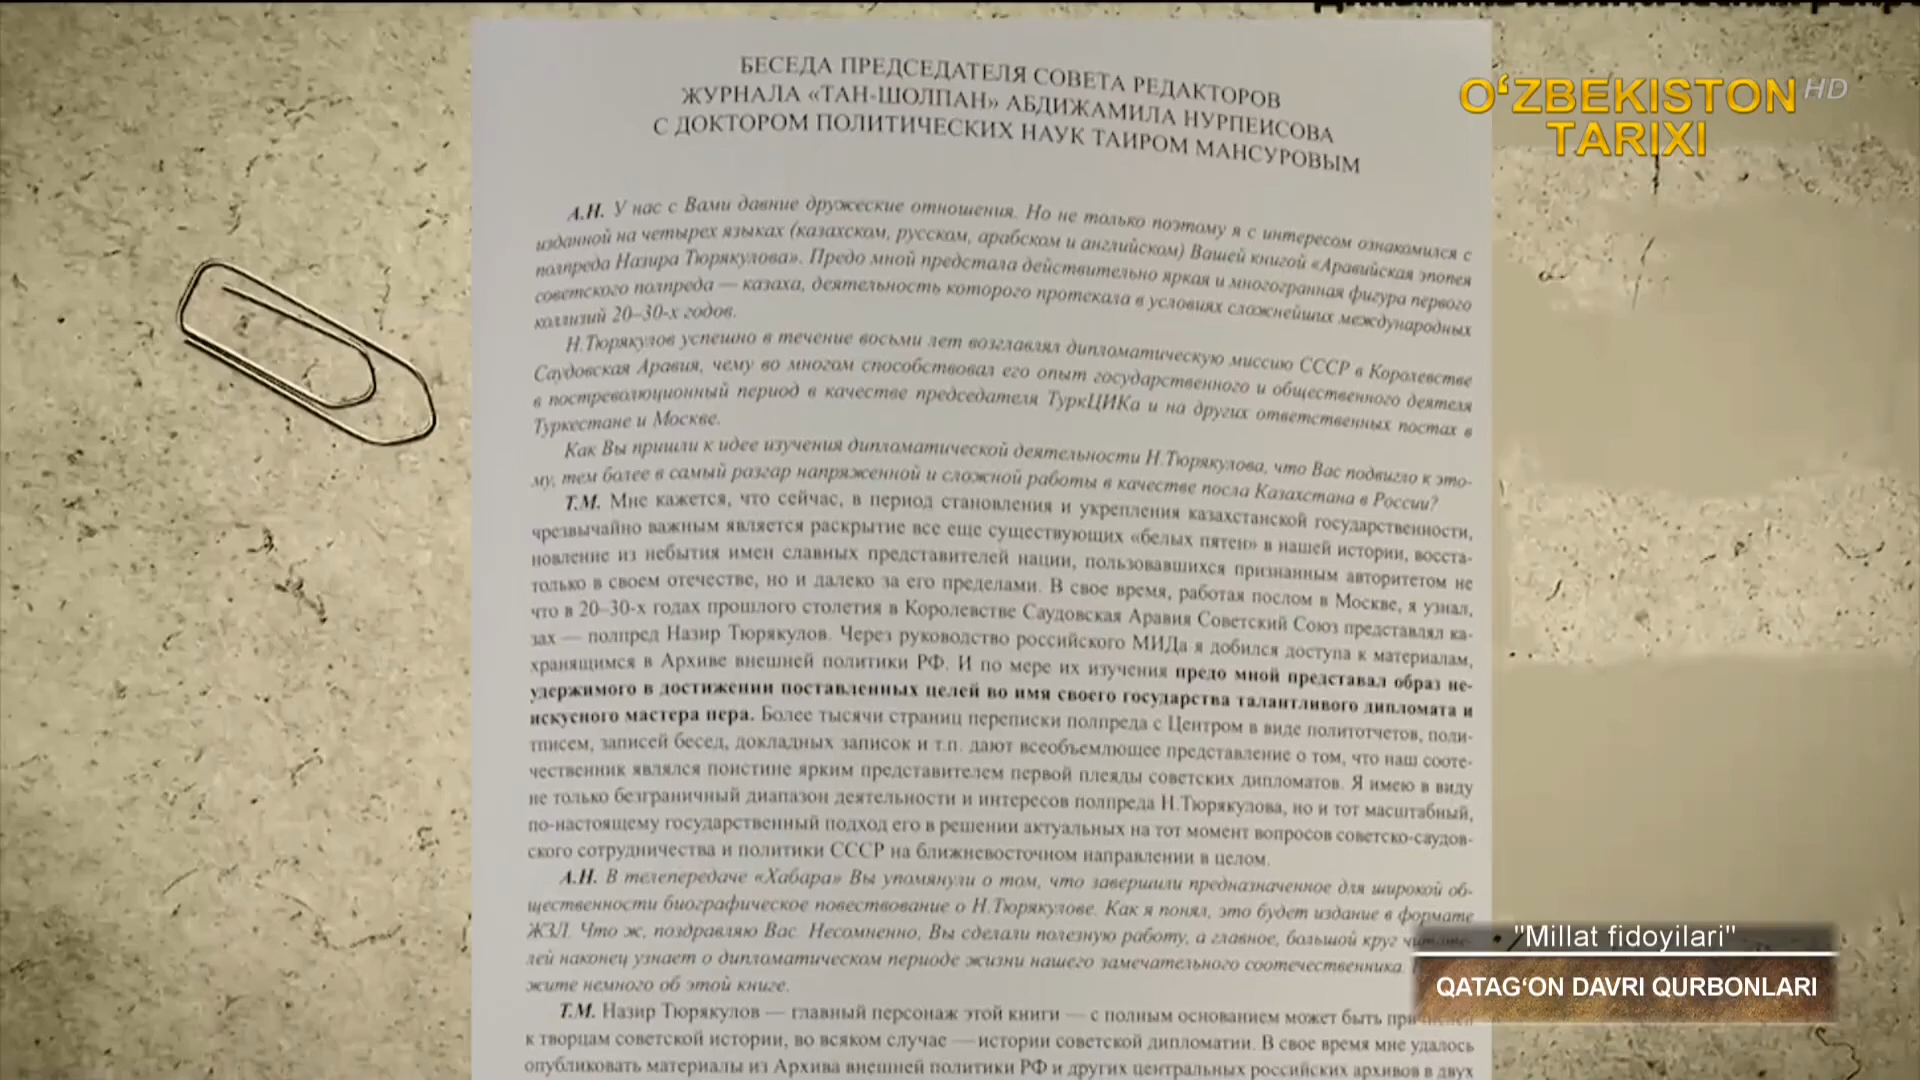 O‘ZBEKISTON HD
TARIXI
БЕСЕДА ПРЕДСЕДАТЕЛЯ СОВЕТА РЕДАКТОРОВ
ЖУРНАЛА «ТАН-ШОЛПАН» АБДИЖАМИЛА НУРПЕИСОВА
С ДОКТОРОМ ПОЛИТИЧЕСКИХ НАУК ТАИРОМ МАНСУРОВЫМ
А.Н. У нас с Вами давние дружеские отношения. Но не только поэтому я с интересом ознакомился с
изданной на четырех языках (казахском, русском, арабском и английском) Вашей книгой «Аравийская эпопея
полпреда Назира Тюрякулова». Предо мной предстала действительно яркая и многогранная фигура первого
советского полпреда — казаха, деятельность которого протекала в условиях сложнейших международных
коллизий 20–30-х годов.
Н.Тюрякулов успешно в течение восьми лет возглавлял дипломатическую миссию СССР в Королевстве
Саудовская Аравия, чему во многом способствовал его опыт государственного и общественного деятеля
в постреволюционный период в качестве председателя ТуркЦИКа и на других ответственных постах в
Туркестане и Москве.
Как Вы пришли к идее изучения дипломатической деятельности Н.Тюрякулова, что Вас подвигло к это-
му, тем более в самый разгар напряженной и сложной работы в качестве посла Казахстана в России?
Т.М. Мне кажется, что сейчас, в период становления и укрепления казахстанской государственности,
чрезвычайно важным является раскрытие все еще существующих «белых пятен» в нашей истории, восста-
новление из небытия имен славных представителей нации, пользовавшихся признанным авторитетом не
только в своем отечестве, но и далеко за его пределами. В свое время, работая послом в Москве, я узнал,
что в 20–30-х годах прошлого столетия в Королевстве Саудовская Аравия Советский Союз представлял ка-
зах — полпред Назир Тюрякулов. Через руководство российского МИДа я добился доступа к материалам,
хранящимся в Архиве внешней политики РФ. И по мере их изучения предо мной представал образ не-
удержимого в достижении поставленных целей во имя своего государства талантливого дипломата и
искусного мастера пера. Более тысячи страниц переписки полпреда с Центром в виде политотчетов, поли-
тписем, записей бесед, докладных записок и т.п. дают всеобъемлющее представление о том, что наш сооте-
чественник являлся поистине ярким представителем первой плеяды советских дипломатов. Я имею в виду
не только безграничный диапазон деятельности и интересов полпреда Н.Тюрякулова, но и тот масштабный,
по-настоящему государственный подход его в решении актуальных на тот момент вопросов советско-саудов-
ского сотрудничества и политики СССР на ближневосточном направлении в целом.
А.Н. В телепередаче «Хабара» Вы упомянули о том, что завершили предназначенное для широкой об-
щественности биографическое повествование о Н.Тюрякулове. Как я понял, это будет издание в формате
ЖЗЛ. Что ж, поздравляю Вас. Несомненно, Вы сделали полезную работу, а главное, большой круг
лей наконец узнает о дипломатическом периоде жизни нашего замечательного соотечественника.
жите немного об этой книге.
Т.М. Назир Тюрякулов — главный персонаж этой книги — с полным основанием может быть
к творцам советской истории, во всяком случае — истории советской дипломатии. В свое время мне удалось
опубликовать материалы из Архива внешней политики РФ и других центральных российских архивов в двух
"Millat fidoyilari"
QATAG‘ON DAVRI QURBONLARI